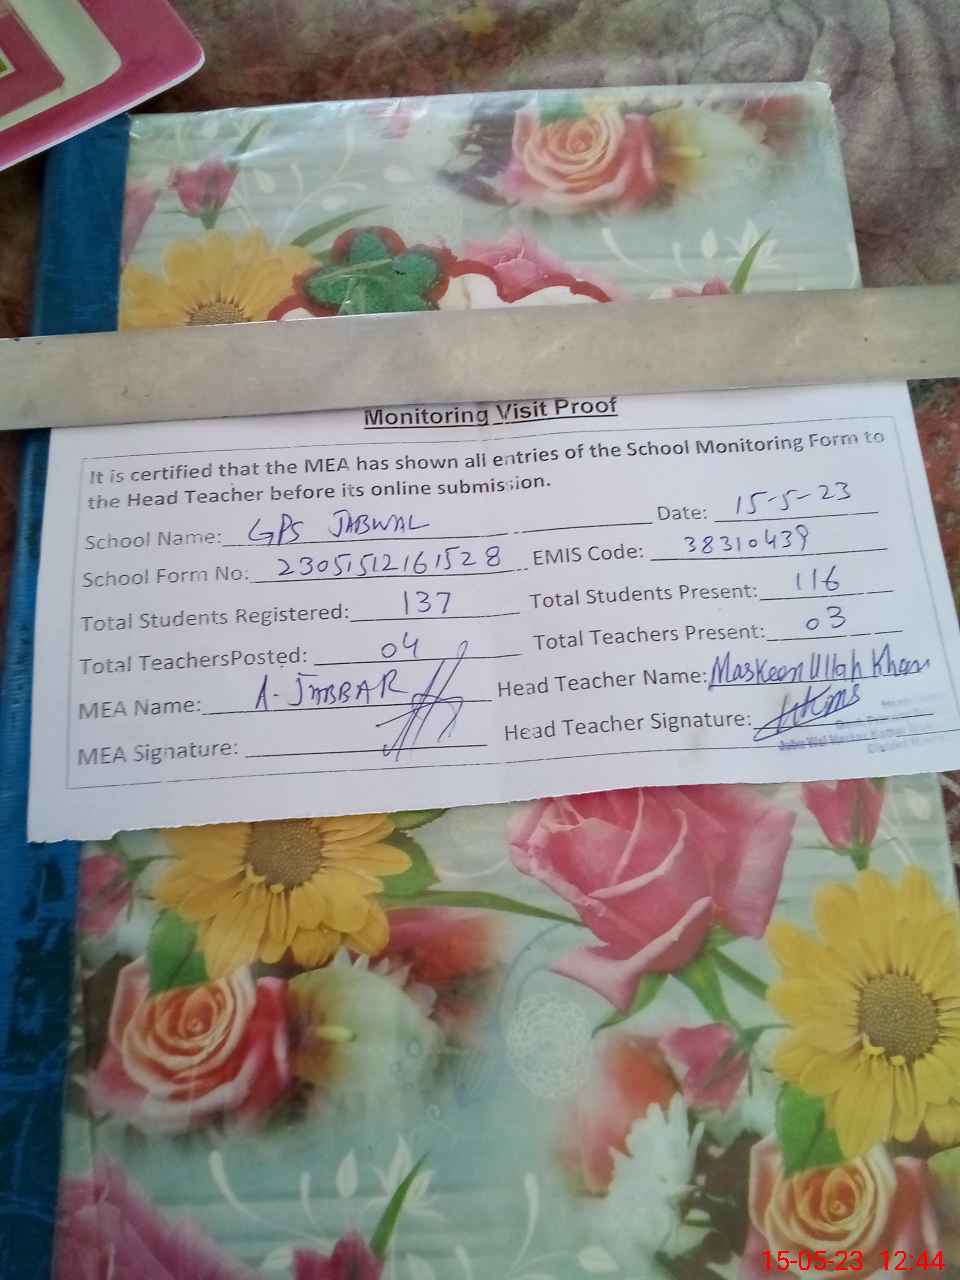 Monitoring Visit Proof
It is certified that the MEA has shown all entries of the School Monitoring Form to
the Head Teacher before its online submission.
School Name: GPS JABWAL Date: 15-5-23
School Form No: 23051512161528 EMIS Code: 38310439
Total Students Registered: 137 Total Students Present: 116
Total TeachersPosted: 04 Total Teachers Present: 03
MEA Name: A. JABBAR Head Teacher Name: Maskeen Ullah Khan
MEA Signature: Head Teacher Signature:
15-05-23 12:44